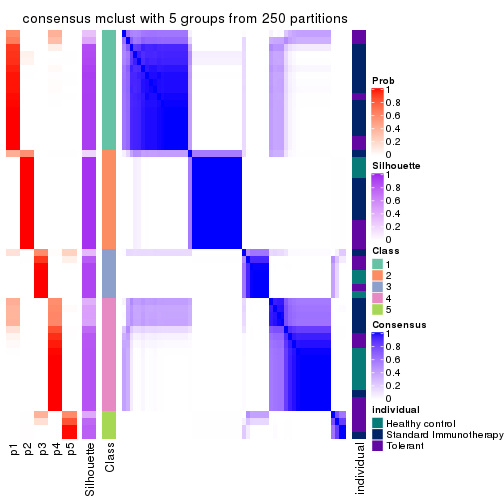 consensus mclust with 5 groups from 250 partitions
Prob
1
0.8
0.6
0.4
0.2
0
Silhouette
1
0.8
0.6
0.4
0.2
0
Class
1
2
3
4
5
Consensus
1
0.8
0.6
0.4
0.2
0
individual
Healthy control
Standard Immunotherapy
Tolerant
p1
p2
p3
p4
p5
Silhouette
Class
individual